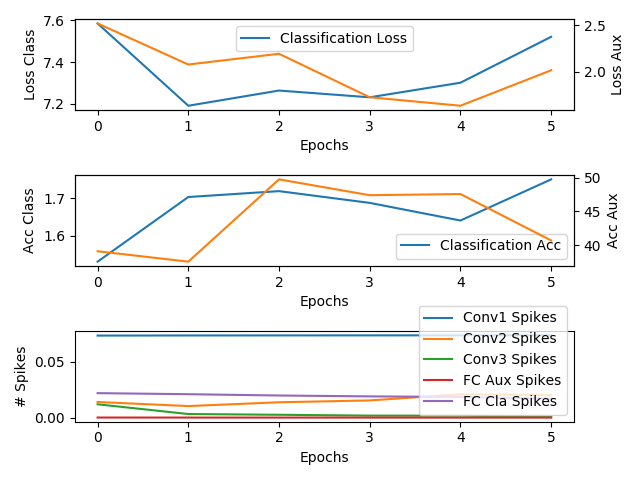 7.6
7.4
7.2
Loss Class
Classification Loss
2.5
2.0
Loss Aux
0 1 2 3 4 5
Epochs
1.7
1.6
Acc Class
Classification Acc
50
45
40
Acc Aux
0 1 2 3 4 5
Epochs
0.05
0.00
# Spikes
Conv1 Spikes
Conv2 Spikes
Conv3 Spikes
FC Aux Spikes
FC Cla Spikes
0 1 2 3 4 5
Epochs